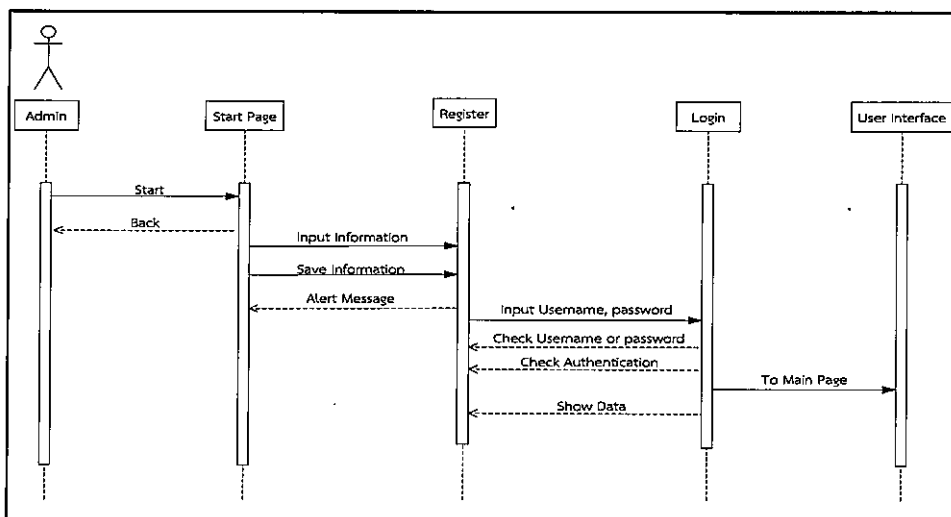 Admin
Start Page
Register
Login
User Interface
Start
Back
Input Information
Save Information
Alert Message
Input Username, password
Check Username or password
Check Authentication
To Main Page
Show Data